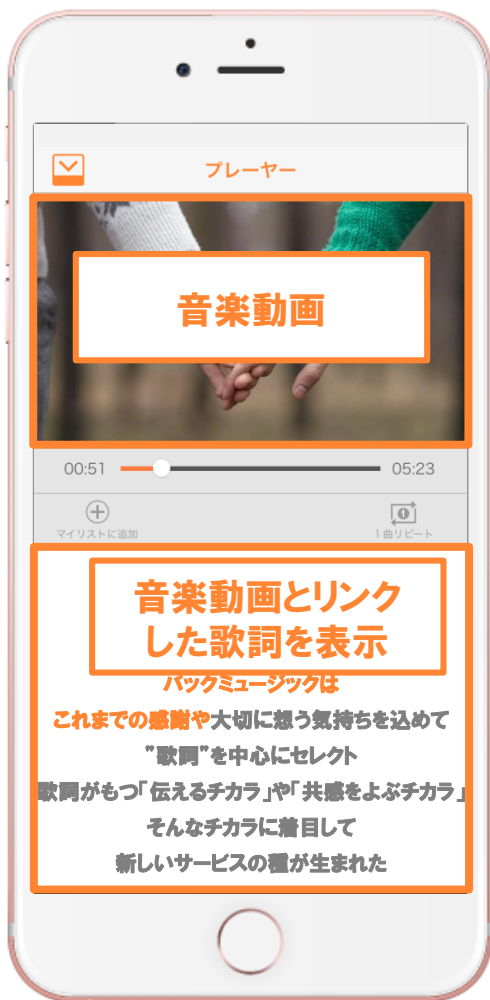 プレーヤー
音楽動画
00:51
05:23
マイリストに追加
1
1曲リピート
音楽動画とリンク
した歌詞を表示
バックミュージックは
これまでの感謝や大切に想う気持ちを込めて
”歌詞”を中心にセレクト
歌詞がもつ「伝えるチカラ」や「共感をよぶチカラ」
そんなチカラに着目して
新しいサービスの種が生まれた